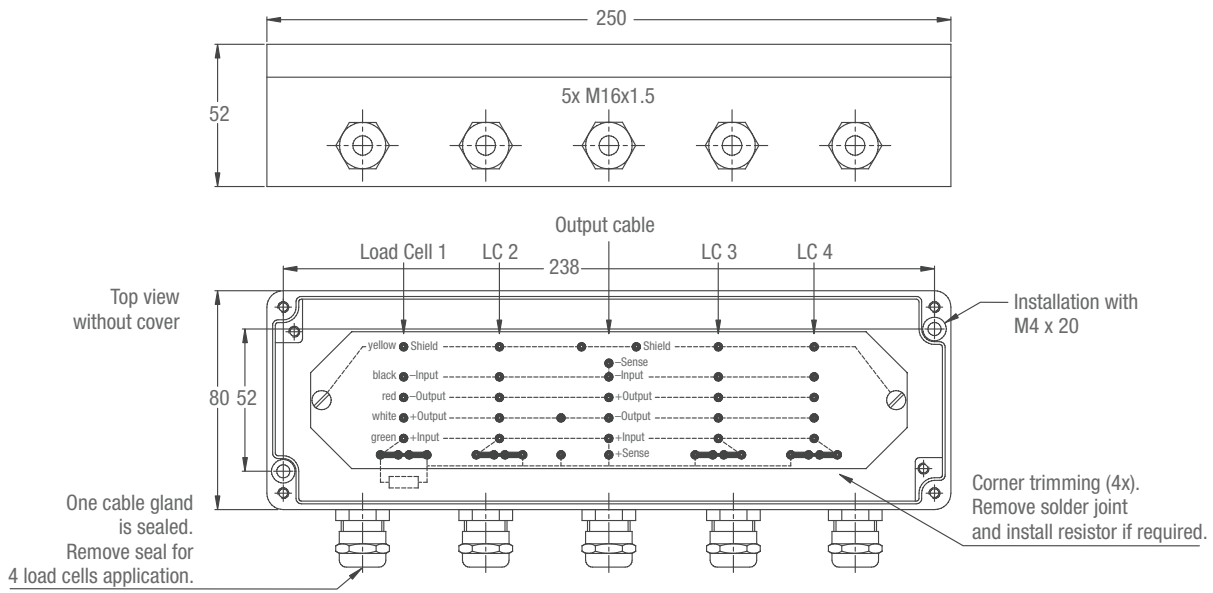 250
52
5x M16x1.5
Output cable
Load Cell 1 LC 2 LC 3 LC 4
238
Top view
without cover
Installation with
M4 x 20
80 52
yellow Shield Shield
–Sense
black –Input –Input
red –Output +Output
white +Output –Output
green +Input +Input
+Sense
One cable gland
is sealed.
Remove seal for
4 load cells application.
Corner trimming (4x).
Remove solder joint
and install resistor if required.